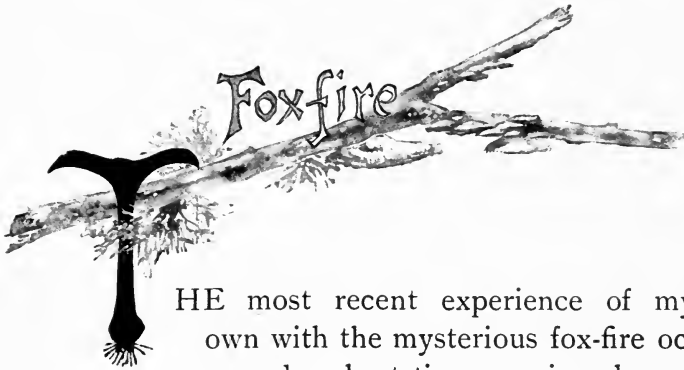 Foxfire
THE most recent experience of my
own with the mysterious fox-fire oc